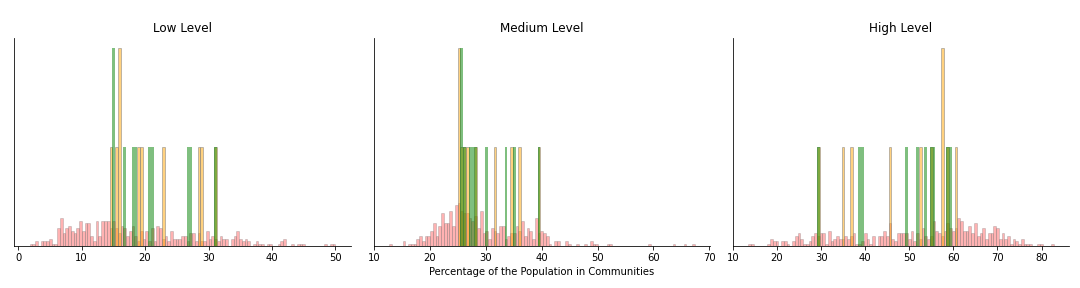 Low Level Medium Level High Level
0 10 20 30 40 50 10 20 30 40 50 60 70 10 20 30 40 50 60 70 80
Percentage of the Population in Communities